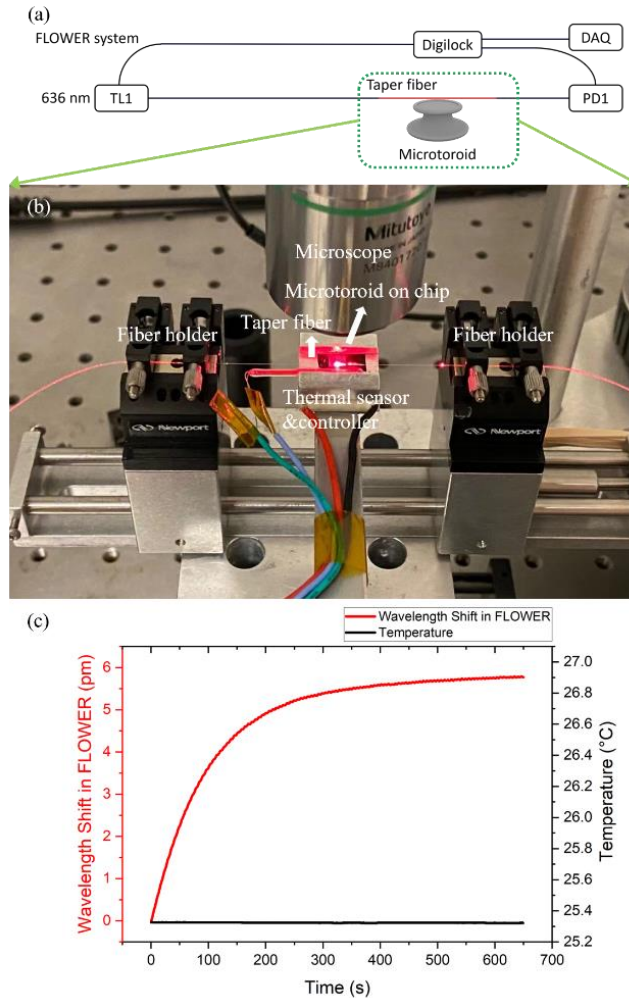 (a)
FLOWER system
Digilock
DAQ
636 nm
TL1
Taper fiber
PD1
Microtoroid
(b)
Mitutoyo
Microscope
Microtoroid on chip
Fiber holder
Taper fiber
Fiber holder
Thermal sensor
&controller
Newport
Newport
(c)
Wavelength Shift in FLOWER
Temperature
Wavelength Shift in FLOWER (pm)
6
5
4
3
2
1
0
27.0
26.8
26.6
26.4
26.2
26.0
25.8
25.6
25.4
25.2
Temperature (°C)
0
100
200
300
400
500
600
700
Time (s)